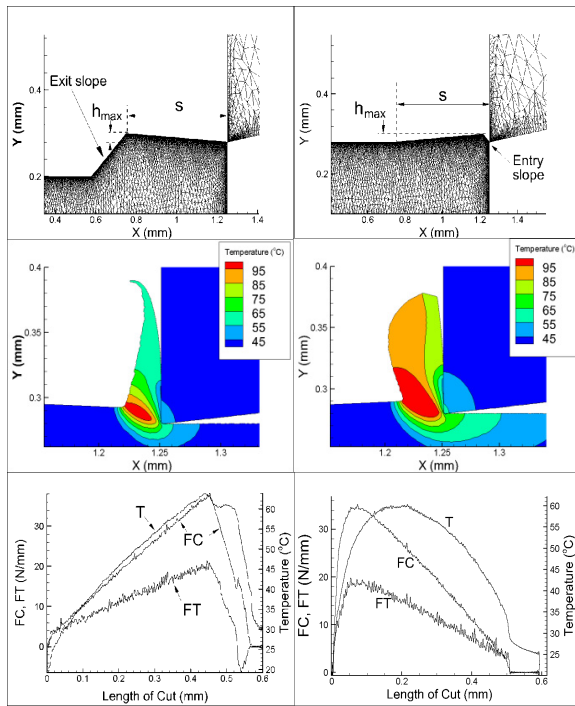 0.4
Exit slope
s
hmax
Y (mm)
0.2
0.4 0.6 0.8 1 1.2 1.4
X (mm)
0.4
s
hmax
Y (mm)
Entry
slope
0.2
0.4 0.6 0.8 1 1.2 1.4
X (mm)
Temperature (°C)
95
85
75
65
55
45
0.4
0.35
0.3
Y (mm)
1.2 1.25 1.3
X (mm)
Temperature (°C)
95
85
75
65
55
45
0.4
0.35
0.3
1.2 1.25 1.3
X (mm)
FC, FT (N/mm)
30
20
10
0
T
FC
FT
Temperature (°C)
60
55
50
45
40
35
30
25
20
0 0.1 0.2 0.3 0.4 0.5 0.6
Length of Cut (mm)
FC, FT (N/mm)
30
20
10
0
T
FC
FT
Temperature (°C)
60
55
50
45
40
35
30
25
0 0.2 0.4 0.6
Length of Cut (mm)